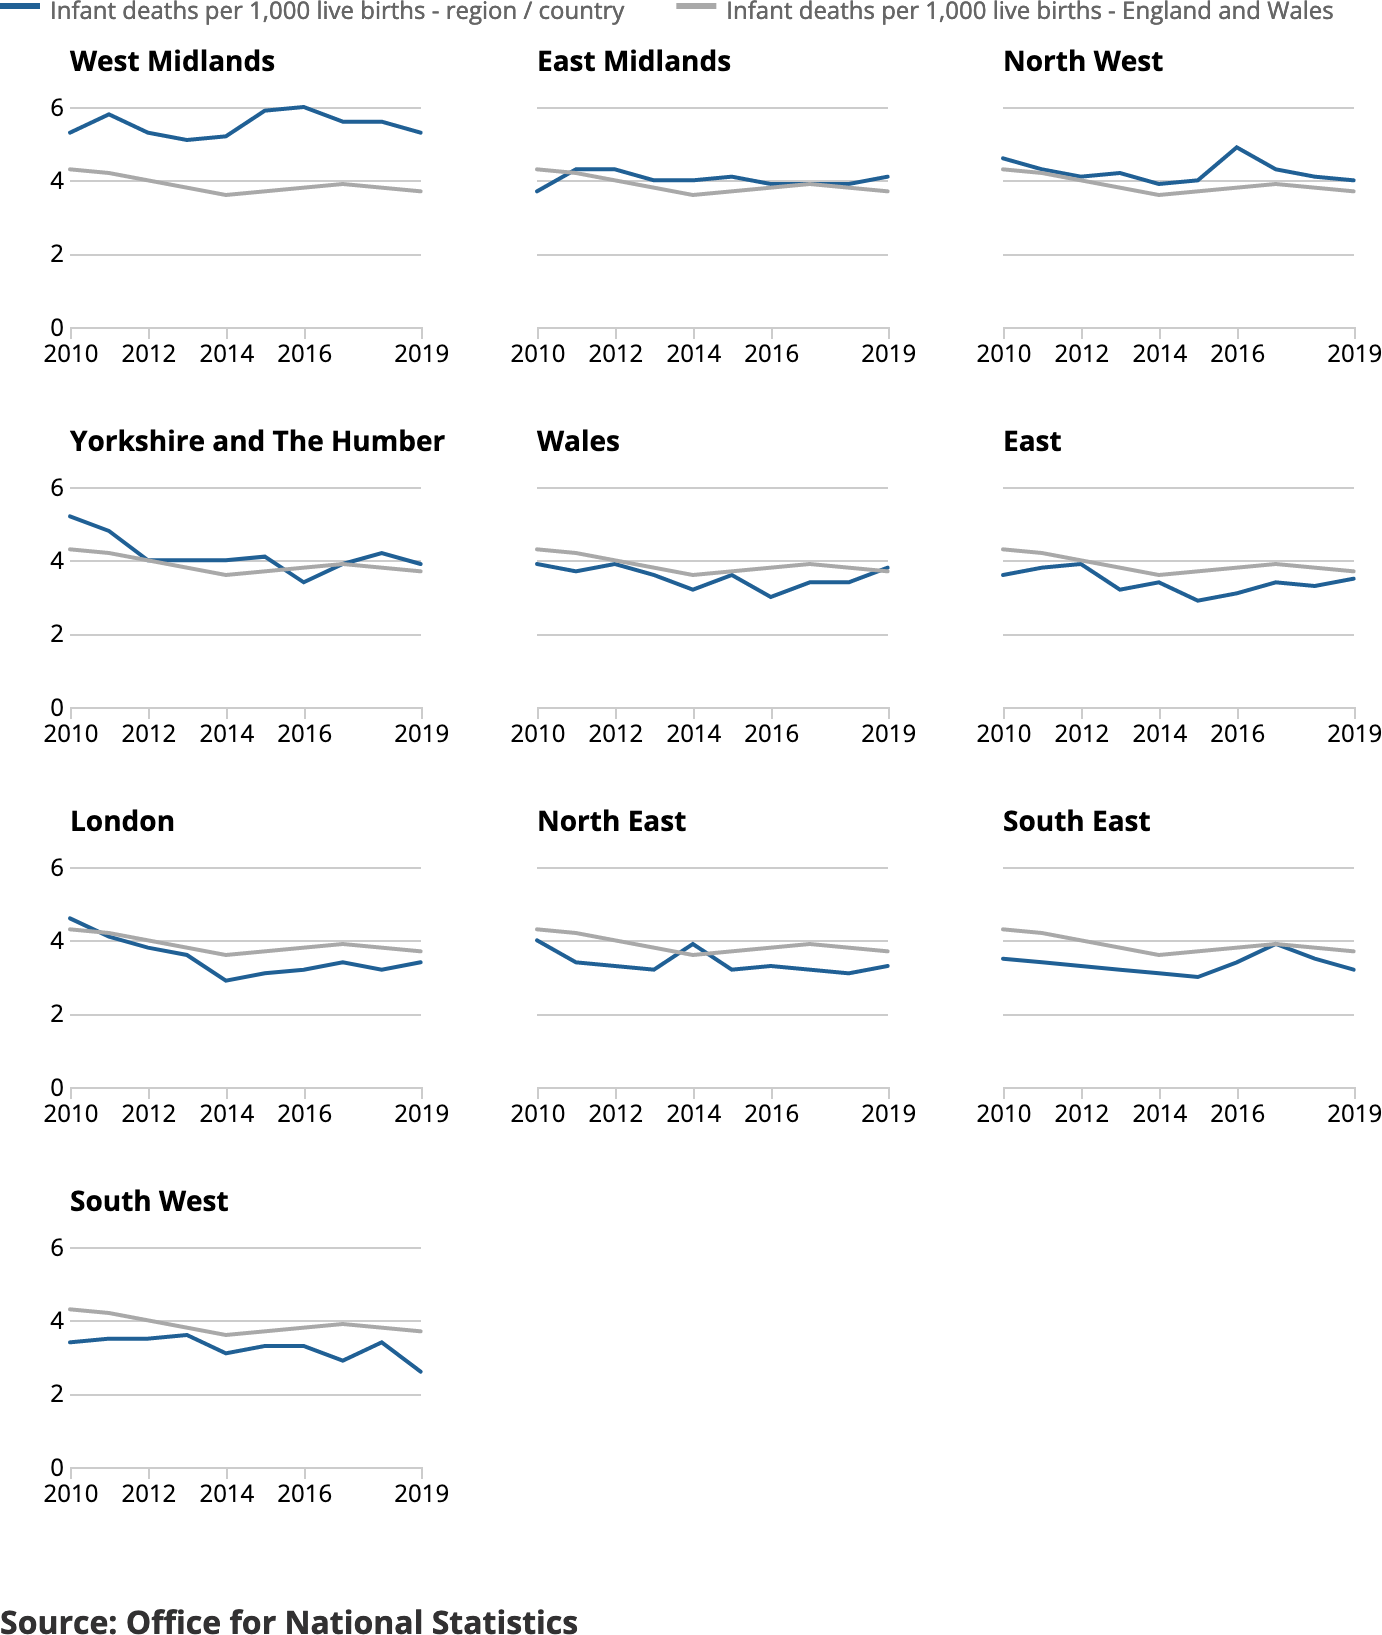 Infant deaths per 1,000 live births - region / country Infant deaths per 1,000 live births - England and Wales
West Midlands East Midlands North West
6
4
2
0
2010 2012 2014 2016 2019 2010 2012 2014 2016 2019 2010 2012 2014 2016 2019
Yorkshire and The Humber Wales East
6
4
2
0
2010 2012 2014 2016 2019 2010 2012 2014 2016 2019 2010 2012 2014 2016 2019
London North East South East
6
4
2
0
2010 2012 2014 2016 2019 2010 2012 2014 2016 2019 2010 2012 2014 2016 2019
South West
6
4
2
0
2010 2012 2014 2016 2019
Source: Office for National Statistics